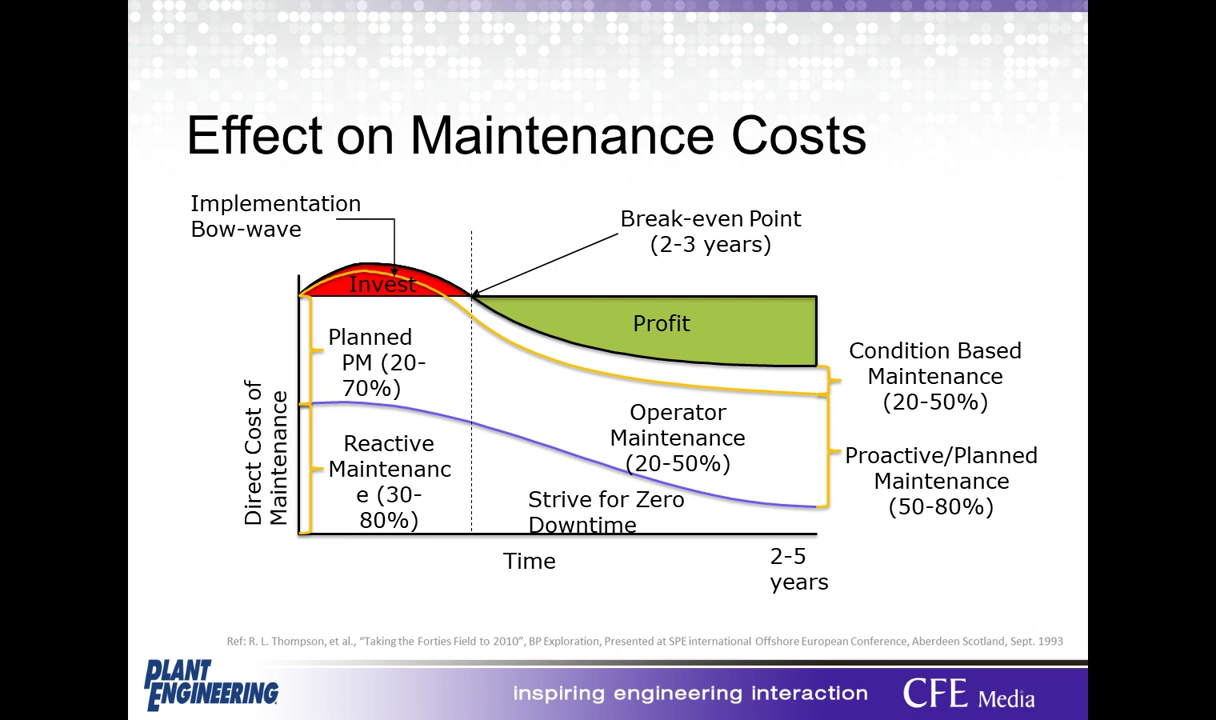 Effect on Maintenance Costs
Implementation
Bow-wave
Break-even Point
(2-3 years)
Invest
Profit
Planned
PM (20-
70%)
Condition Based
Maintenance
(20-50%)
Direct Cost of
Maintenance
Reactive
Maintenanc
e (30-
80%)
Operator
Maintenance
(20-50%)
Proactive/Planned
Maintenance
(50-80%)
Strive for Zero
Downtime
Time
2-5
years
Ref: R. L. Thompson, et al., “Taking the Forties Field to 2010”, BP Exploration, Presented at SPE international Offshore European Conference, Aberdeen Scotland, Sept. 1993
PLANT
ENGINEERING
inspiring engineering interaction
CFE Media